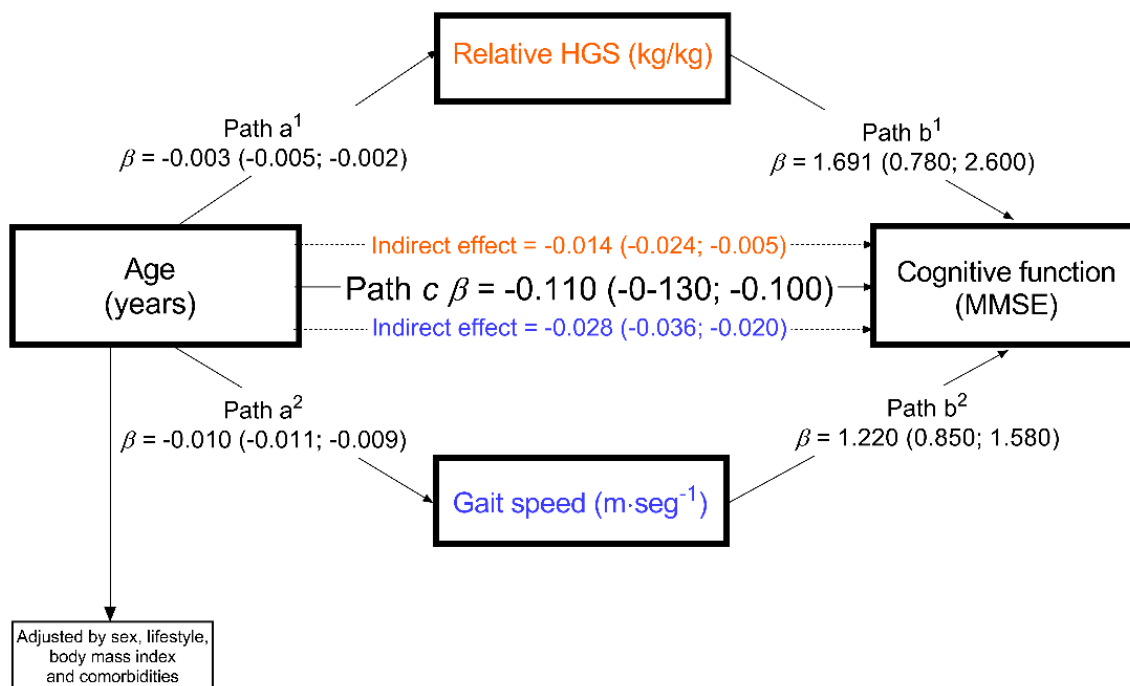 Relative HGS (kg/kg)
Path a¹
β = -0.003 (-0.005; -0.002)
Path b¹
β = 1.691 (0.780; 2.600)
Age
(years)
Indirect effect = -0.014 (-0.024; -0.005)
Path c β = -0.110 (-0-130; -0.100)
Indirect effect = -0.028 (-0.036; -0.020)
Cognitive function
(MMSE)
Path a²
β = -0.010 (-0.011; -0.009)
Path b²
β = 1.220 (0.850; 1.580)
Gait speed (m·seg⁻¹)
Adjusted by sex, lifestyle,
body mass index
and comorbidities